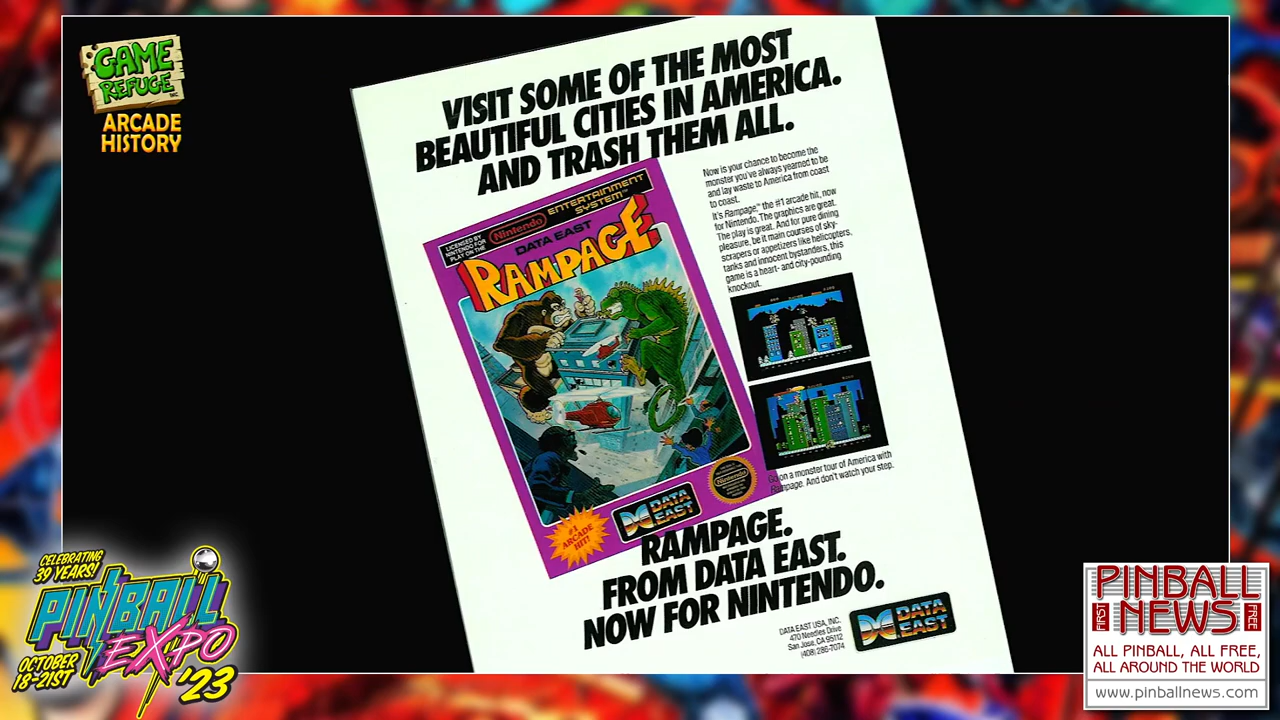 GAME
REFUGE INC
ARCADE
HISTORY
VISIT SOME OF THE MOST
BEAUTIFUL CITIES IN AMERICA.
AND TRASH THEM ALL.
Now is your chance to become the
monster you've always yearned to be
and lay waste to America from coast
to coast.
It's Rampage,™ the #1 arcade hit, now
for Nintendo. The graphics are great.
The play is great. And for pure dining
pleasure, be it main courses of sky-
scrapers or appetizers like helicopters,
tanks and innocent bystanders, this
game is a heart- and city-pounding
knockout.
LICENSED BY
NINTENDO FOR
PLAY ON THE
Nintendo
ENTERTAINMENT
SYSTEM™
DATA EAST
RAMPAGE
#1
ARCADE
HIT!
DATA
EAST
Nintendo
Go on a monster tour of America with
Rampage. And don't watch your step.
RAMPAGE.
FROM DATA EAST.
NOW FOR NINTENDO.
DATA EAST USA, INC.
470 Needles Drive
San Jose, CA 95112
(408) 286-7074
DATA
EAST
CELEBRATING
39 YEARS!
PINBALL
EXPO
OCTOBER
18-21ST
'23
PINBALL
FIRST NEWS FREE
ALL PINBALL, ALL FREE,
ALL AROUND THE WORLD
www.pinballnews.com